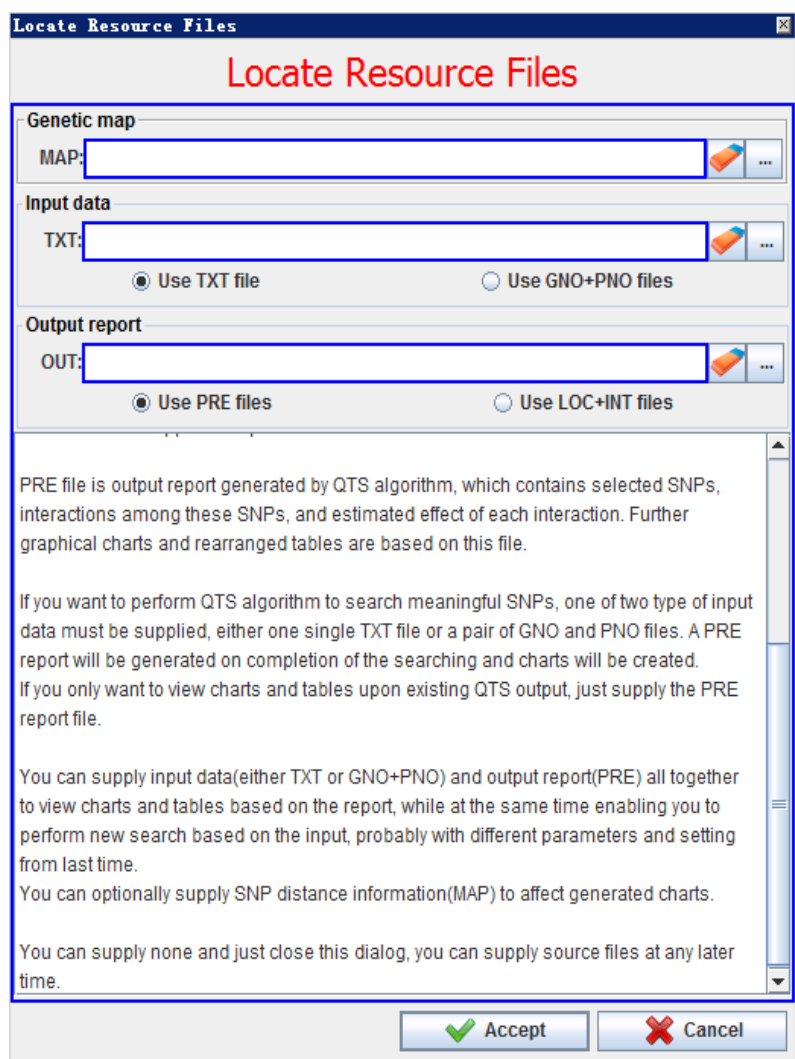 Locate Resource Files
Locate Resource Files
Genetic map
MAP:
...
Input data
TXT:
...
Use TXT file
Use GNO+PNO files
Output report
OUT:
...
Use PRE files
Use LOC+INT files
PRE file is output report generated by QTS algorithm, which contains selected SNPs,
interactions among these SNPs, and estimated effect of each interaction. Further
graphical charts and rearranged tables are based on this file.
If you want to perform QTS algorithm to search meaningful SNPs, one of two type of input
data must be supplied, either one single TXT file or a pair of GNO and PNO files. A PRE
report will be generated on completion of the searching and charts will be created.
If you only want to view charts and tables upon existing QTS output, just supply the PRE
report file.
You can supply input data(either TXT or GNO+PNO) and output report(PRE) all together
to view charts and tables based on the report, while at the same time enabling you to
perform new search based on the input, probably with different parameters and setting
from last time.
You can optionally supply SNP distance information(MAP) to affect generated charts.
You can supply none and just close this dialog, you can supply source files at any later
time.
Accept
Cancel